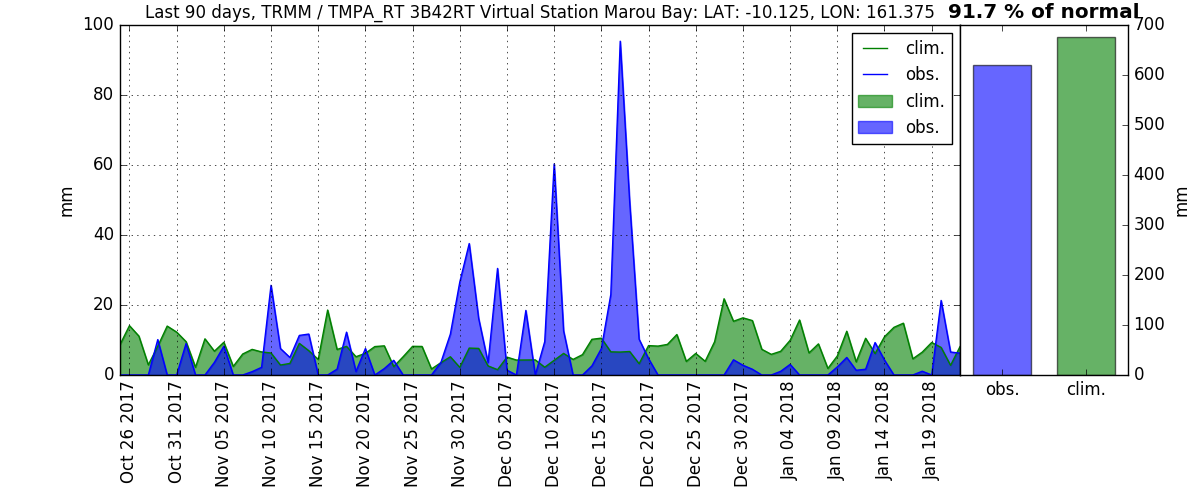 Last 90 days, TRMM / TMPA_RT 3B42RT Virtual Station Marou Bay: LAT: -10.125, LON: 161.375 91.7 % of normal
100
80
60
40
20
0
mm
clim.
obs.
clim.
obs.
700
600
500
400
300
200
100
0
mm
obs. clim.
Oct 26 2017
Oct 31 2017
Nov 05 2017
Nov 10 2017
Nov 15 2017
Nov 20 2017
Nov 25 2017
Nov 30 2017
Dec 05 2017
Dec 10 2017
Dec 15 2017
Dec 20 2017
Dec 25 2017
Dec 30 2017
Jan 04 2018
Jan 09 2018
Jan 14 2018
Jan 19 2018